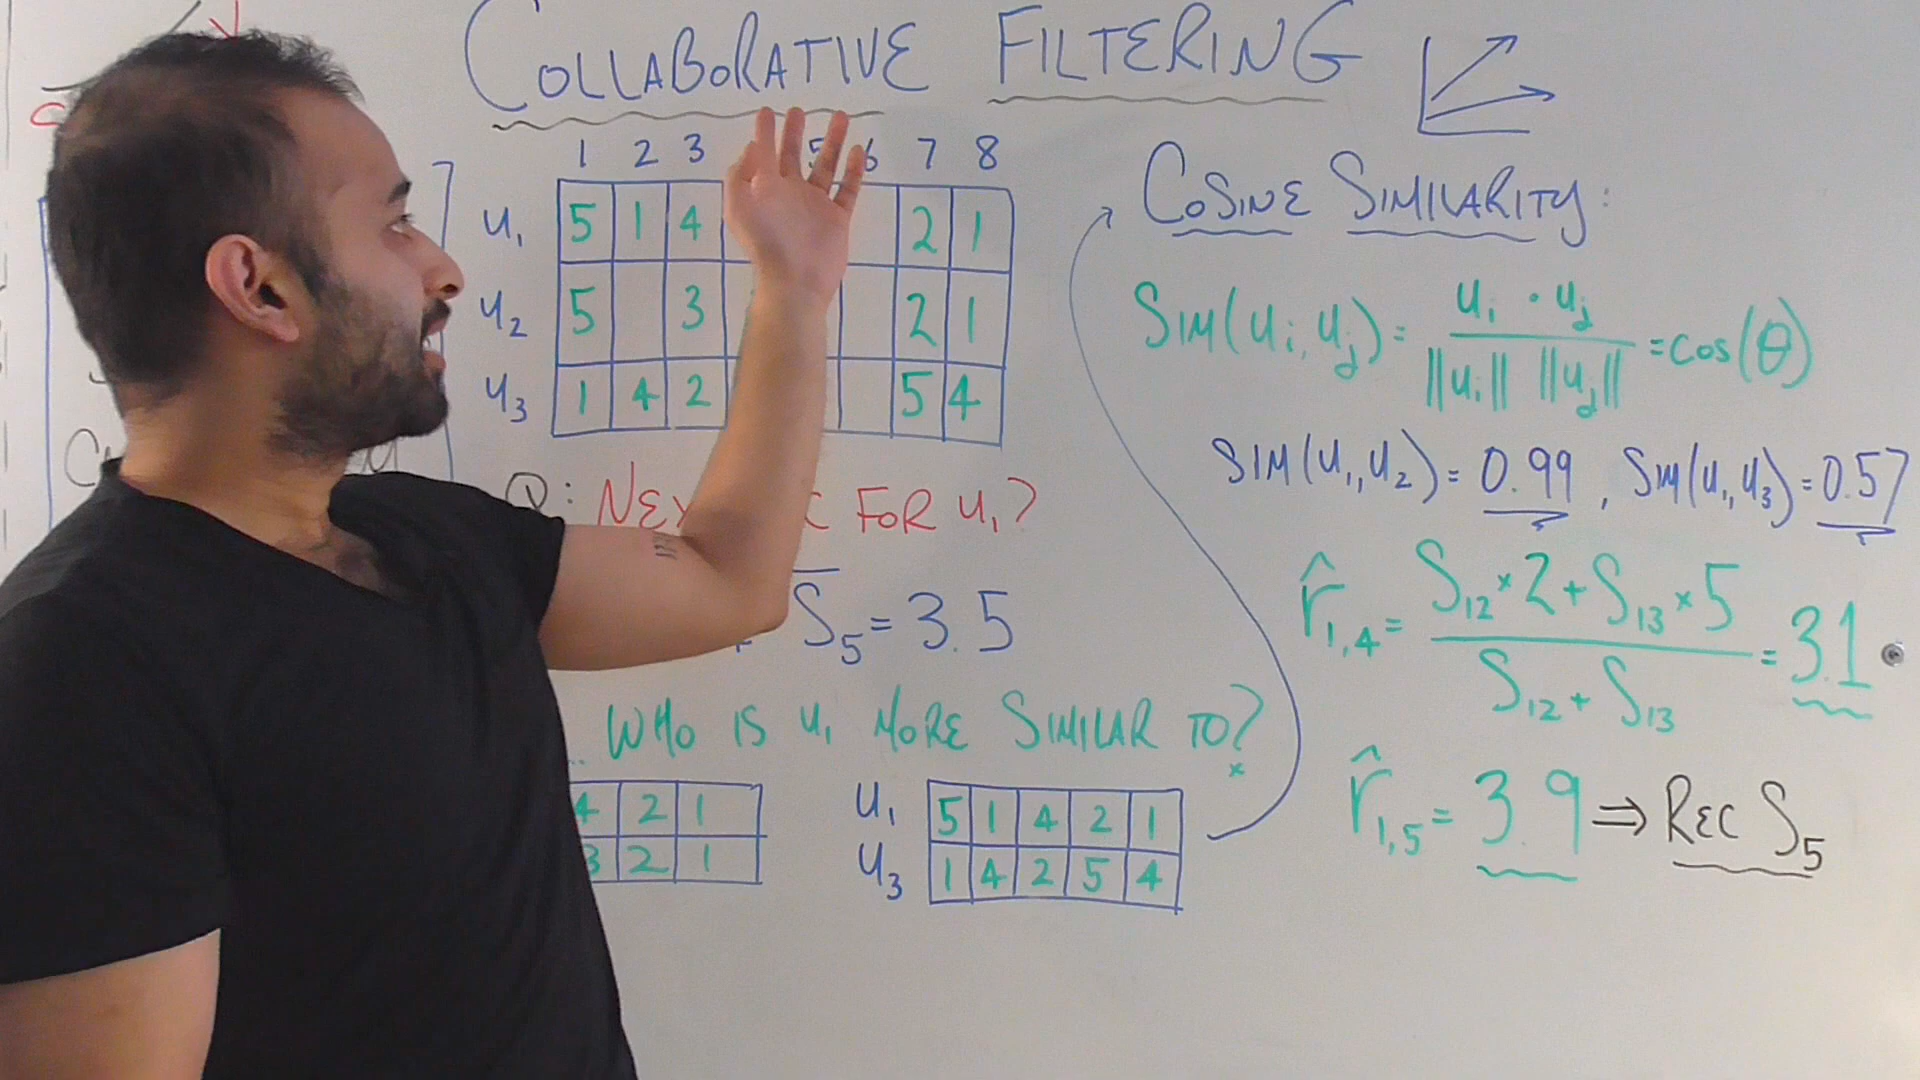 COLLABORATIVE FILTERING
1 2 3 5 6 7 8
U1 5 1 4 2 1
U2 5 3 2 1
U3 1 4 2 5 4
Q: FOR U1?
S̄5 = 3.5
WHO IS U1 MORE SIMILAR TO?
4 2 1
3 2 1
U1 5 1 4 2 1
U3 1 4 2 5 4
COSINE SIMILARITY:
SIM(Ui, Uj) = Ui · Uj / ||Ui|| ||Uj|| = cos(θ)
SIM(U1, U2) = 0.99, SIM(U1, U3) = 0.57
r̂1,4 = S12 × 2 + S13 × 5 / S12 + S13 = 3.1
r̂1,5 = 3.9 ⇒ REC S5